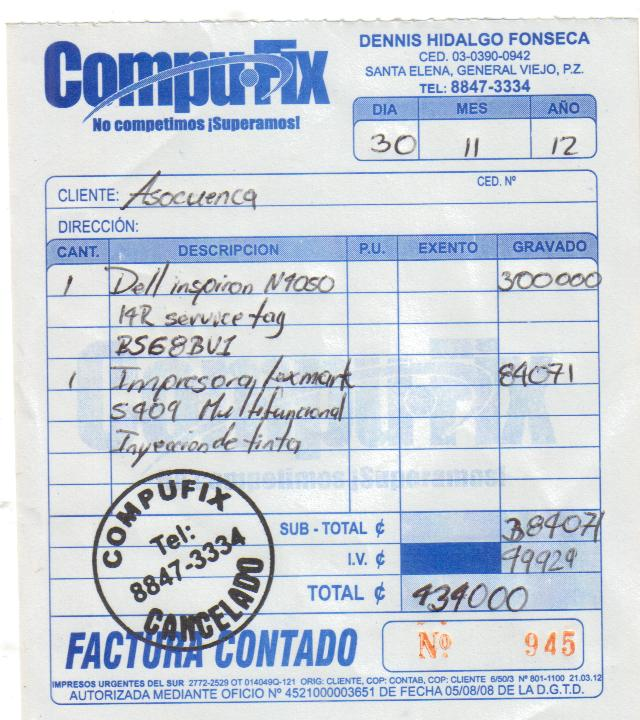 CompuFix
No competimos ¡Superamos!
DENNIS HIDALGO FONSECA
CED. 03-0390-0942
SANTA ELENA, GENERAL VIEJO, P.Z.
TEL: 8847-3334
DIA MES AÑO
30 11 12
CLIENTE: Asocuenca CED. Nº
DIRECCIÓN:
CANT. DESCRIPCION P.U. EXENTO GRAVADO
1 Dell inspiron N4050 300000
14R service tag
BS68BV1
1 Impresora Lexmark 84071
S409 Multifuncional
Inyeccion de tinta
SUB - TOTAL ¢ 384071
I.V. ¢ 49929
TOTAL ¢ 434000
COMPUFIX
Tel:
8847-3334
CANCELADO
FACTURA CONTADO Nº 945
IMPRESOS URGENTES DEL SUR 2772-2529 OT 014049Q-121 ORIG: CLIENTE, COP: CONTAB, COP: CLIENTE 6/50/3 Nº 801-1100 21.03.12
AUTORIZADA MEDIANTE OFICIO Nº 4521000003651 DE FECHA 05/08/08 DE LA D.G.T.D.